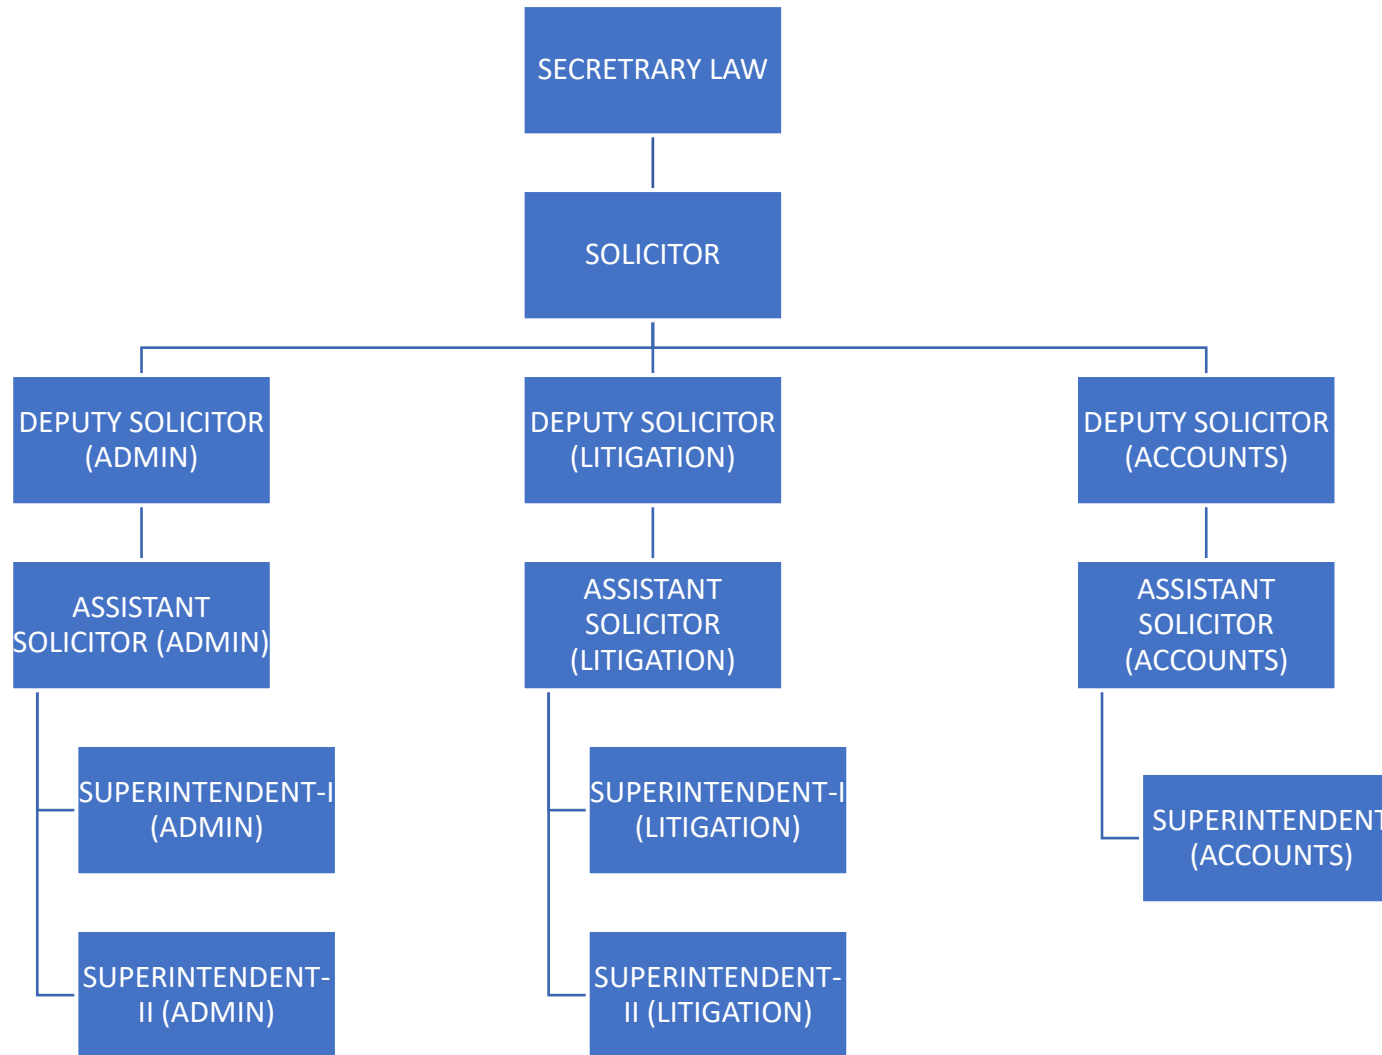 SECRETRARY LAW
SOLICITOR
DEPUTY SOLICITOR
(ADMIN)
DEPUTY SOLICITOR
(LITIGATION)
DEPUTY SOLICITOR
(ACCOUNTS)
ASSISTANT
SOLICITOR (ADMIN)
ASSISTANT
SOLICITOR
(LITIGATION)
ASSISTANT
SOLICITOR
(ACCOUNTS)
SUPERINTENDENT-I
(ADMIN)
SUPERINTENDENT-I
(LITIGATION)
SUPERINTENDENT
(ACCOUNTS)
SUPERINTENDENT-
II (ADMIN)
SUPERINTENDENT-
II (LITIGATION)